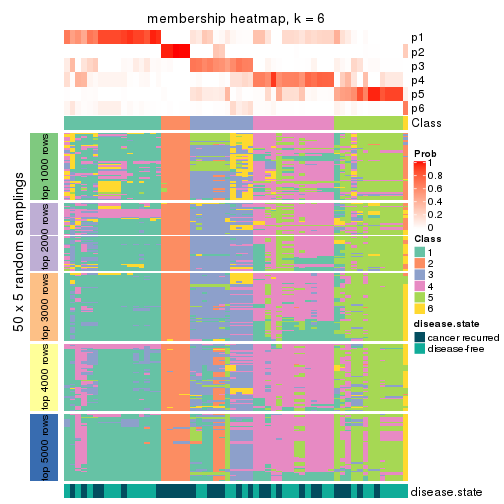 membership heatmap, k = 6
p1
p2
p3
p4
p5
p6
Class
50 x 5 random samplings
top 1000 rows
top 2000 rows
top 3000 rows
top 4000 rows
top 5000 rows
Prob
1
0.8
0.6
0.4
0.2
0
Class
1
2
3
4
5
6
disease.state
cancer recurred
disease-free
disease.state